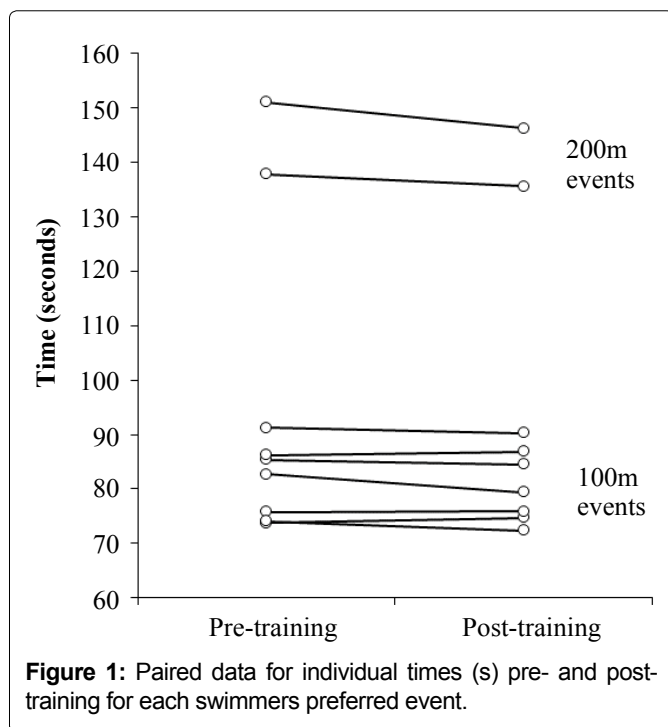 160
150
140
130
120
110
100
90
80
70
60
Time (seconds)
200m
events
100m
events
Pre-training
Post-training
Figure 1: Paired data for individual times (s) pre- and post-
training for each swimmers preferred event.